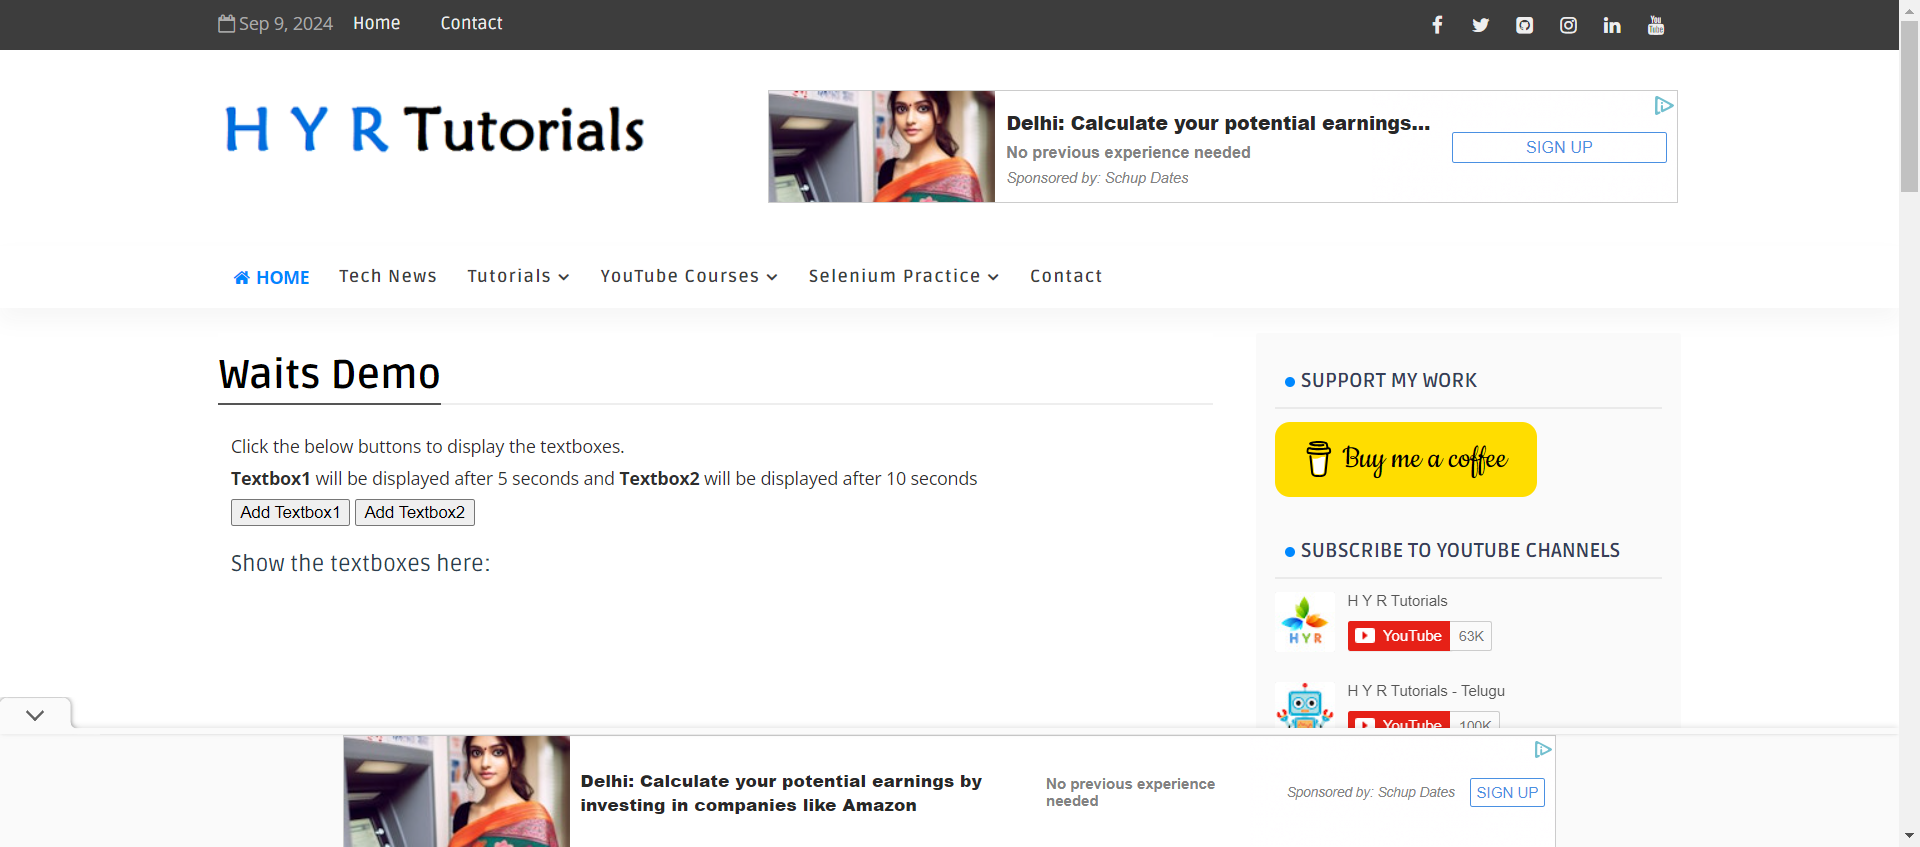 Sep 9, 2024 Home Contact
You
Tube
H Y R Tutorials
Delhi: Calculate your potential earnings...
No previous experience needed
Sponsored by: Schup Dates
SIGN UP
HOME Tech News Tutorials YouTube Courses Selenium Practice Contact
Waits Demo
Click the below buttons to display the textboxes.
Textbox1 will be displayed after 5 seconds and Textbox2 will be displayed after 10 seconds
Add Textbox1 Add Textbox2
Show the textboxes here:
SUPPORT MY WORK
Buy me a coffee
SUBSCRIBE TO YOUTUBE CHANNELS
H Y R Tutorials
HYR
YouTube 63K
H Y R Tutorials - Telugu
YouTube 100K
Delhi: Calculate your potential earnings by
investing in companies like Amazon
No previous experience
needed
Sponsored by: Schup Dates
SIGN UP